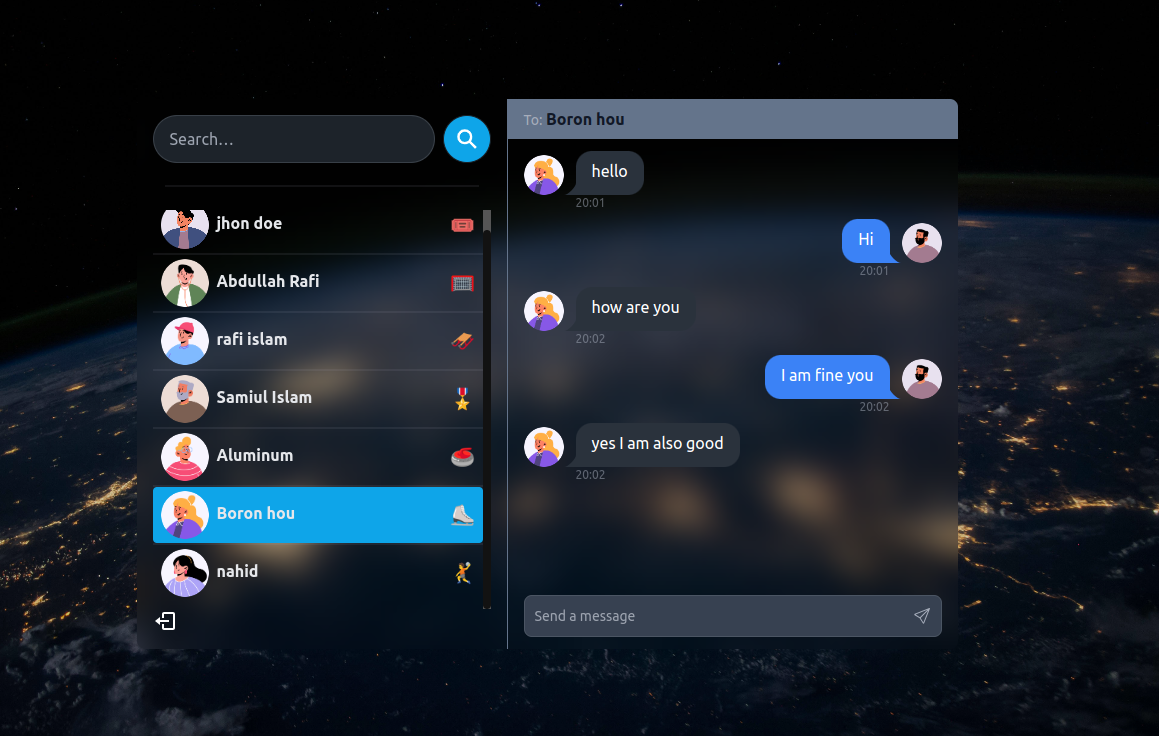 Search…
jhon doe
Abdullah Rafi
rafi islam
Samiul Islam
Aluminum
Boron hou
nahid
To: Boron hou
hello
20:01
Hi
20:01
how are you
20:02
I am fine you
20:02
yes I am also good
20:02
Send a message